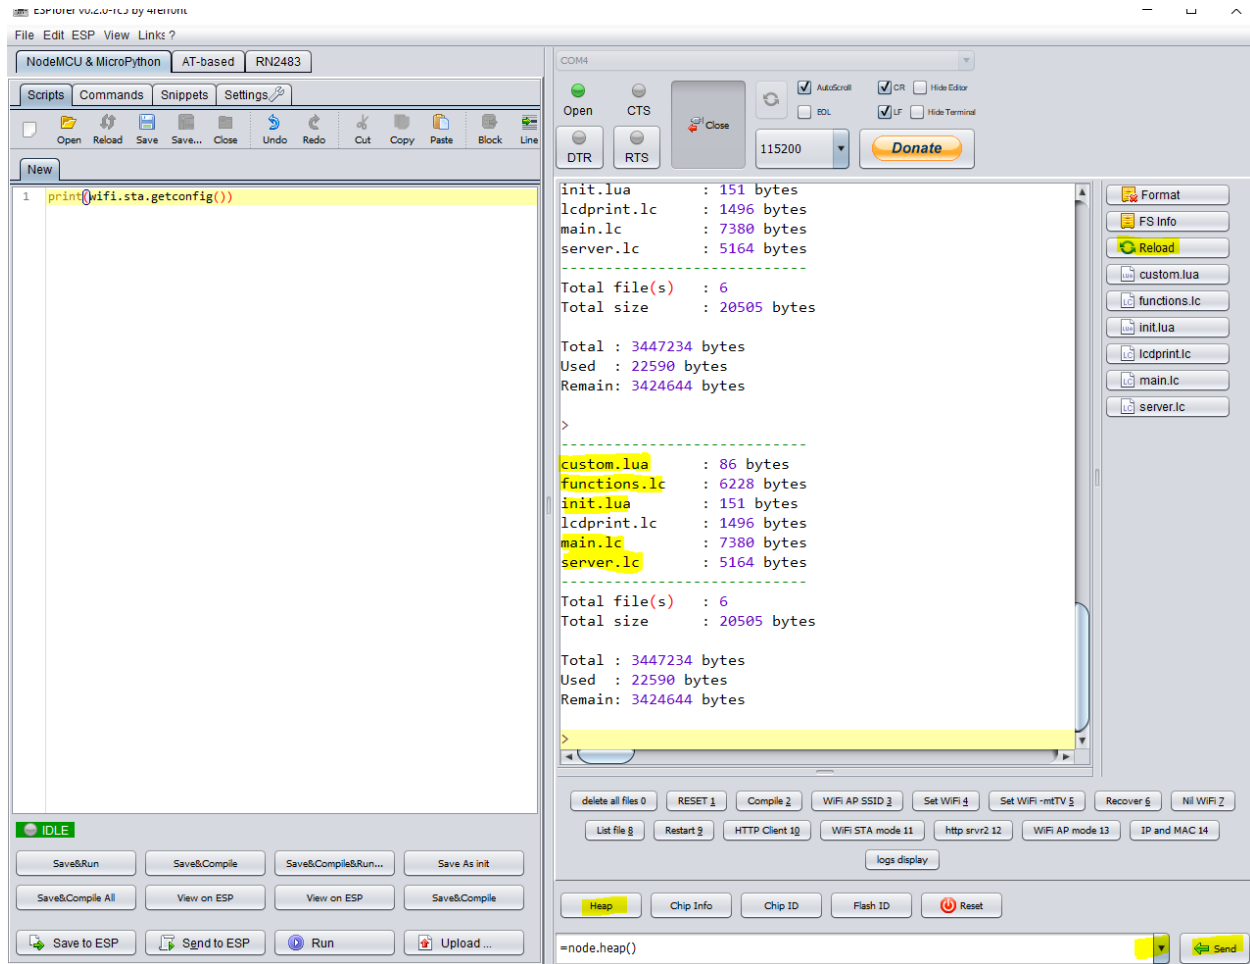 ESPlorer v0.2.0-rc5 by 4refront
File Edit ESP View Links ?
NodeMCU & MicroPython AT-based RN2483
Scripts Commands Snippets Settings
Open Reload Save Save... Close Undo Redo Cut Copy Paste Block Line
New
1 print(wifi.sta.getconfig())
IDLE
Save&Run Save&Compile Save&Compile&Run... Save As init
Save&Compile All View on ESP View on ESP Save&Compile
Save to ESP Send to ESP Run Upload ...
COM4
Open CTS Close
DTR RTS
AutoScroll CR Hide Editor
EOL LF Hide Terminal
115200 Donate
init.lua : 151 bytes
lcdprint.lc : 1496 bytes
main.lc : 7380 bytes
server.lc : 5164 bytes
----------------------------
Total file(s) : 6
Total size : 20505 bytes
Total : 3447234 bytes
Used : 22590 bytes
Remain: 3424644 bytes
>
----------------------------
custom.lua : 86 bytes
functions.lc : 6228 bytes
init.lua : 151 bytes
lcdprint.lc : 1496 bytes
main.lc : 7380 bytes
server.lc : 5164 bytes
----------------------------
Total file(s) : 6
Total size : 20505 bytes
Total : 3447234 bytes
Used : 22590 bytes
Remain: 3424644 bytes
>
Format
FS Info
Reload
custom.lua
functions.lc
init.lua
lcdprint.lc
main.lc
server.lc
delete all files 0 RESET 1 Compile 2 WiFi AP SSID 3 Set WiFi 4 Set WiFi -mtTV 5 Recover 6 Nil WiFi 7
List file 8 Restart 9 HTTP Client 10 WiFi STA mode 11 http srvr2 12 WiFi AP mode 13 IP and MAC 14
logs display
Heap Chip Info Chip ID Flash ID Reset
=node.heap() Send